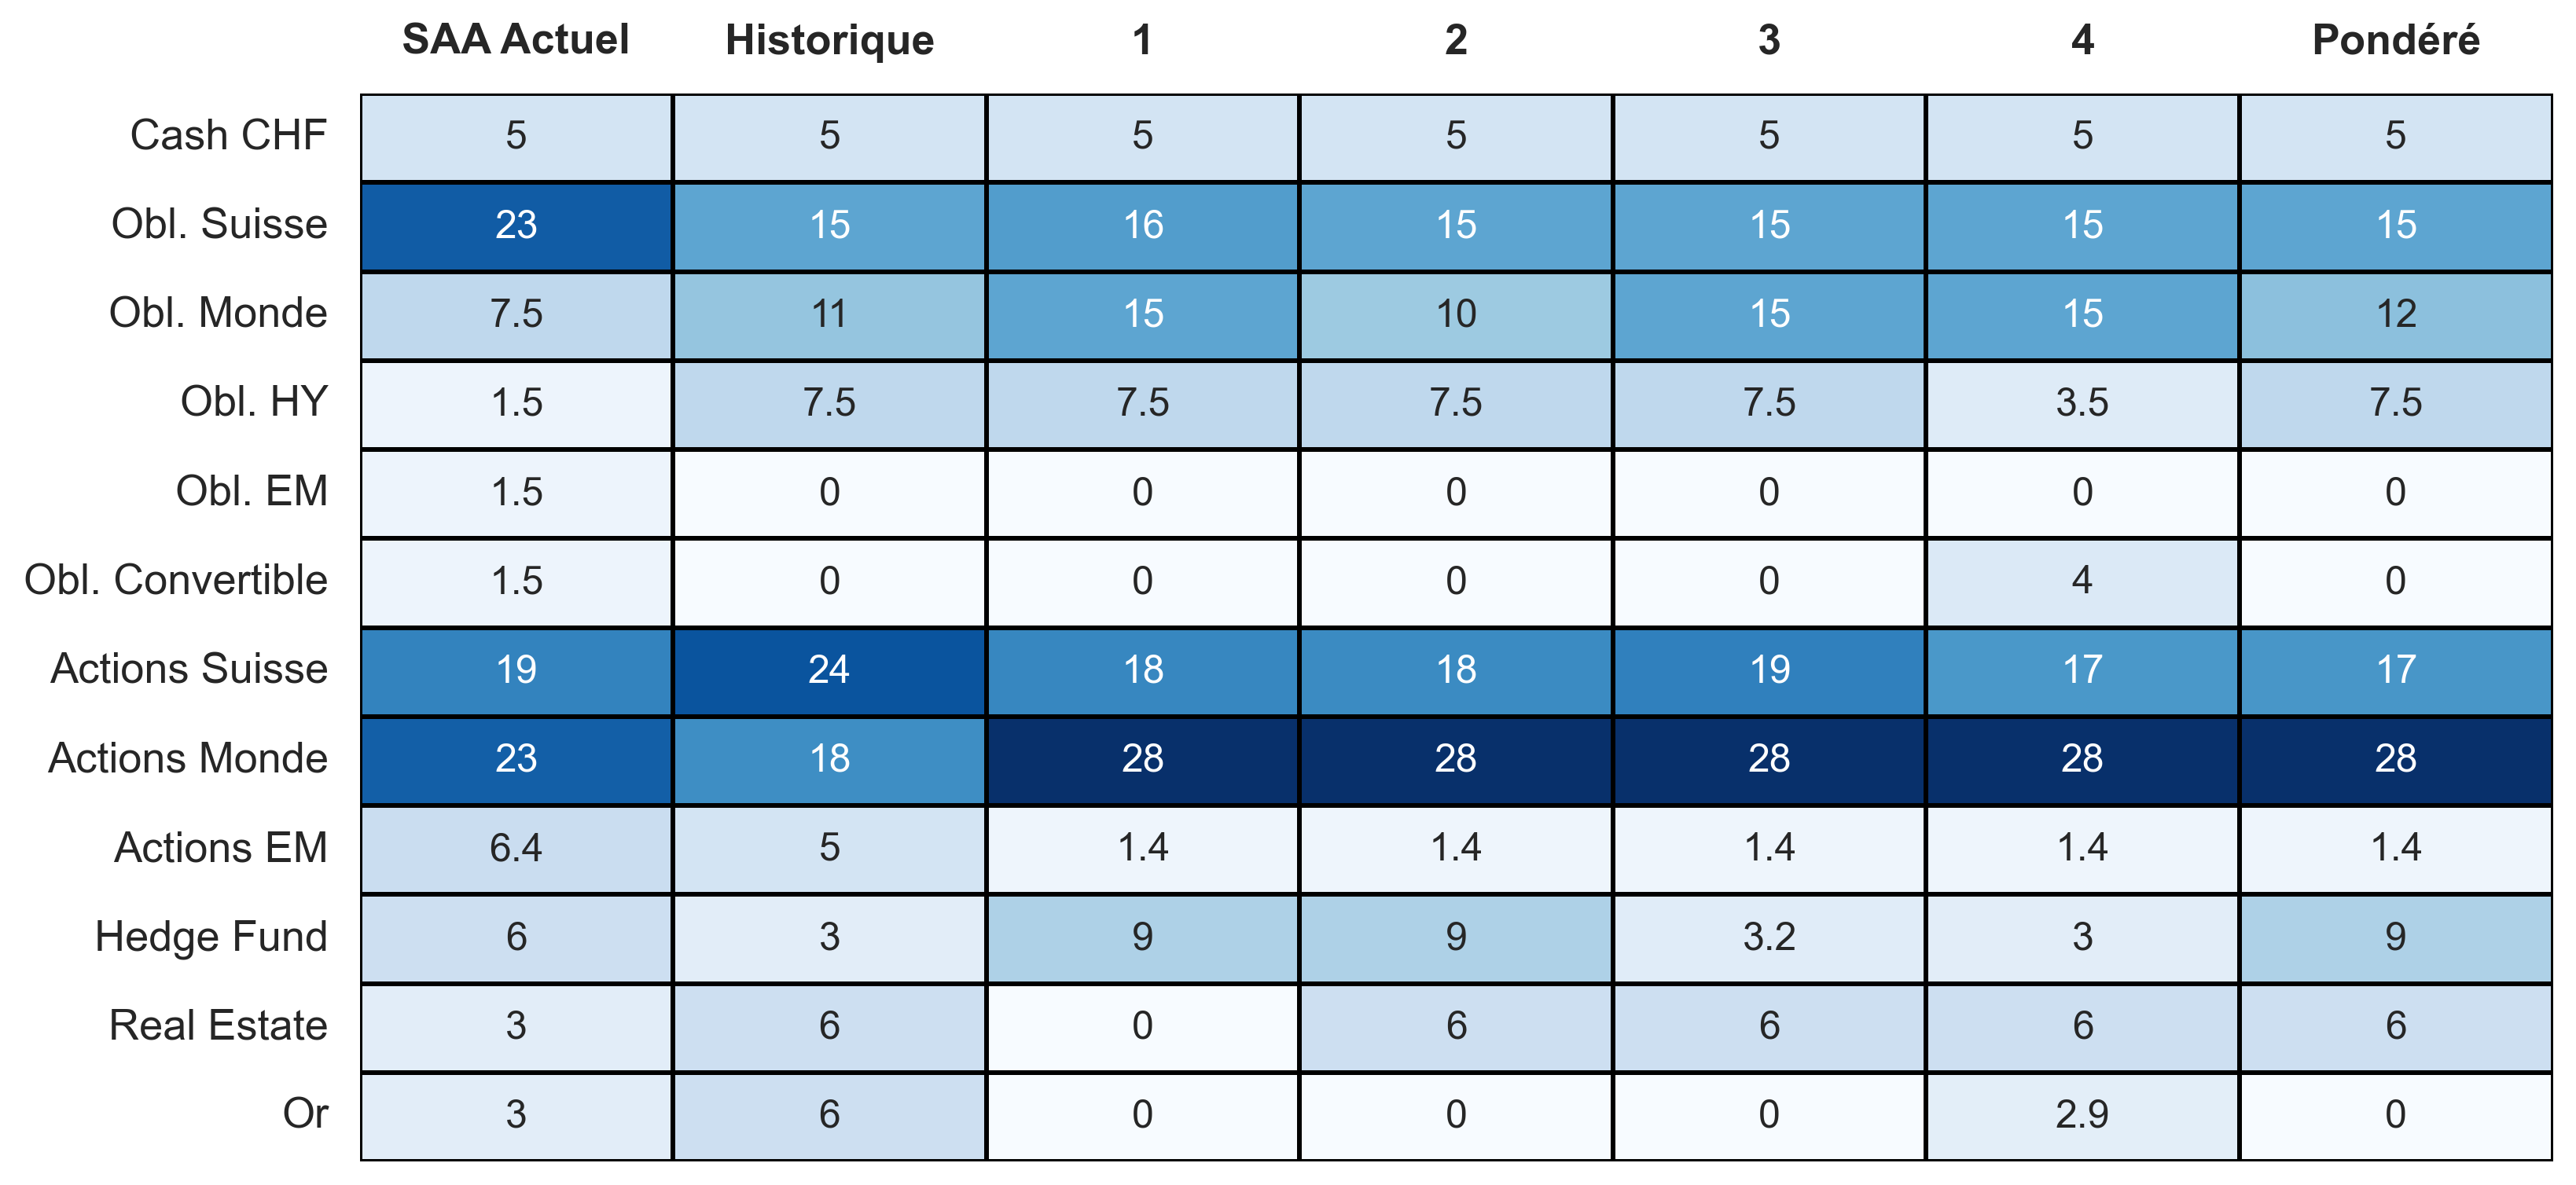 SAA Actuel Historique 1 2 3 4 Pondéré
Cash CHF 5 5 5 5 5 5 5
Obl. Suisse 23 15 16 15 15 15 15
Obl. Monde 7.5 11 15 10 15 15 12
Obl. HY 1.5 7.5 7.5 7.5 7.5 3.5 7.5
Obl. EM 1.5 0 0 0 0 0 0
Obl. Convertible 1.5 0 0 0 0 4 0
Actions Suisse 19 24 18 18 19 17 17
Actions Monde 23 18 28 28 28 28 28
Actions EM 6.4 5 1.4 1.4 1.4 1.4 1.4
Hedge Fund 6 3 9 9 3.2 3 9
Real Estate 3 6 0 6 6 6 6
Or 3 6 0 0 0 2.9 0